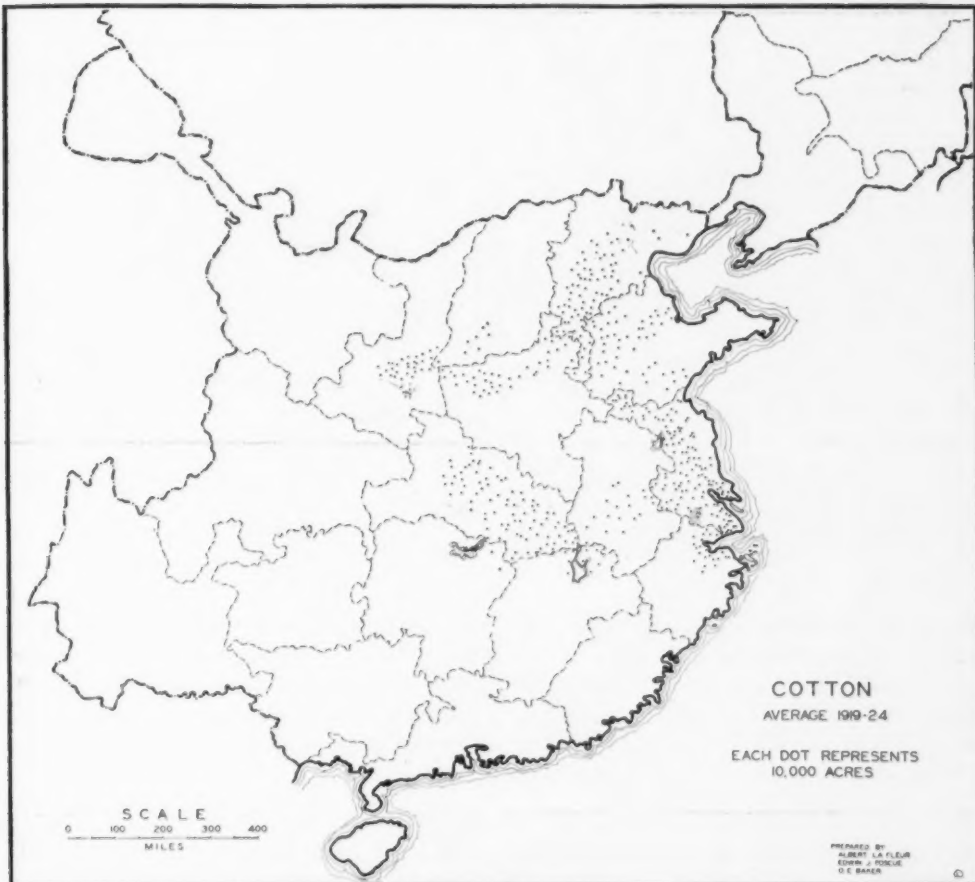 COTTON
AVERAGE 1919-24
EACH DOT REPRESENTS
10,000 ACRES
SCALE
0 100 200 300 400
MILES
PREPARED BY
ALBERT LA FLEUR
EDWIN J. FOSCUE
O. E. BAKER